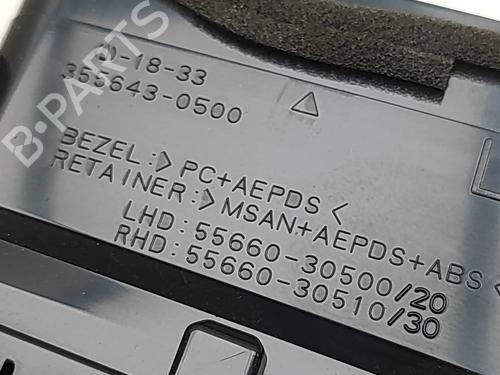 -18-33
355643-0500
BEZEL:>PC+AEPDS<
RETAINER:>MSAN+AEPDS+ABS<
LHD:55660-30500/20
RHD:55660-30510/30
L
B-PARTS